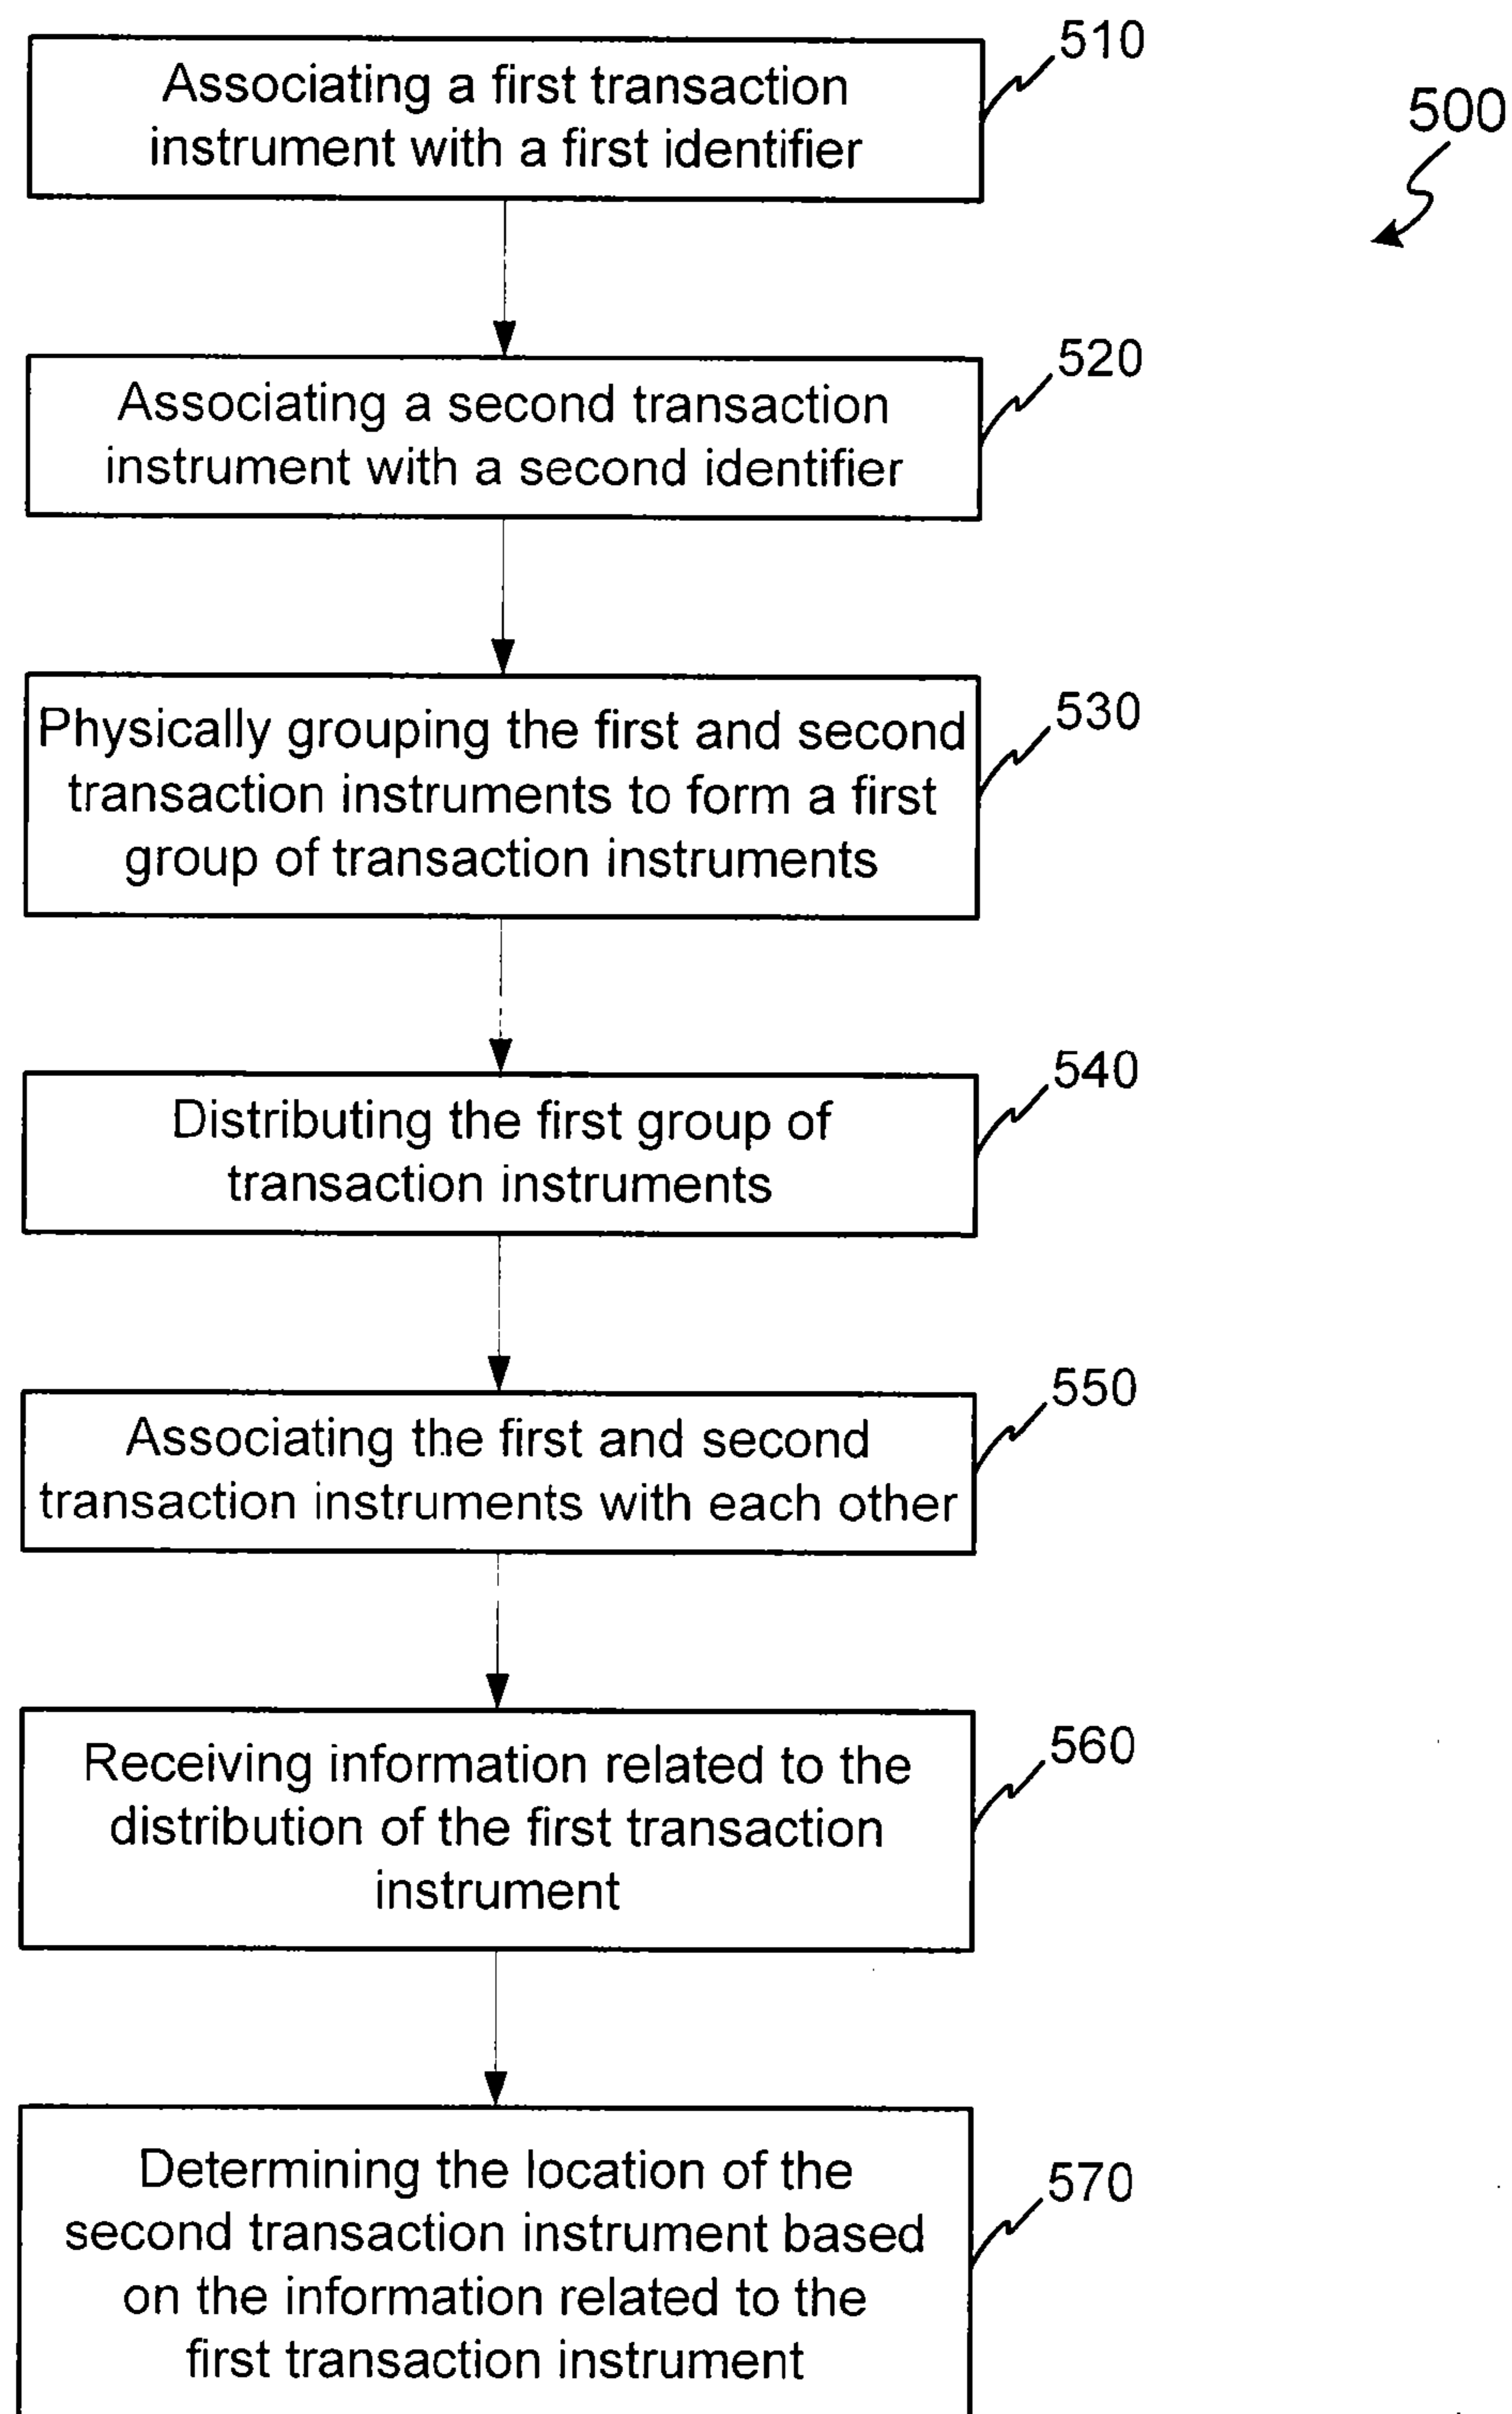 510
Associating a first transaction
instrument with a first identifier
500
520
Associating a second transaction
instrument with a second identifier
530
Physically grouping the first and second
transaction instruments to form a first
group of transaction instruments
540
Distributing the first group of
transaction instruments
550
Associating the first and second
transaction instruments with each other
560
Receiving information related to the
distribution of the first transaction
instrument
570
Determining the location of the
second transaction instrument based
on the information related to the
first transaction instrument